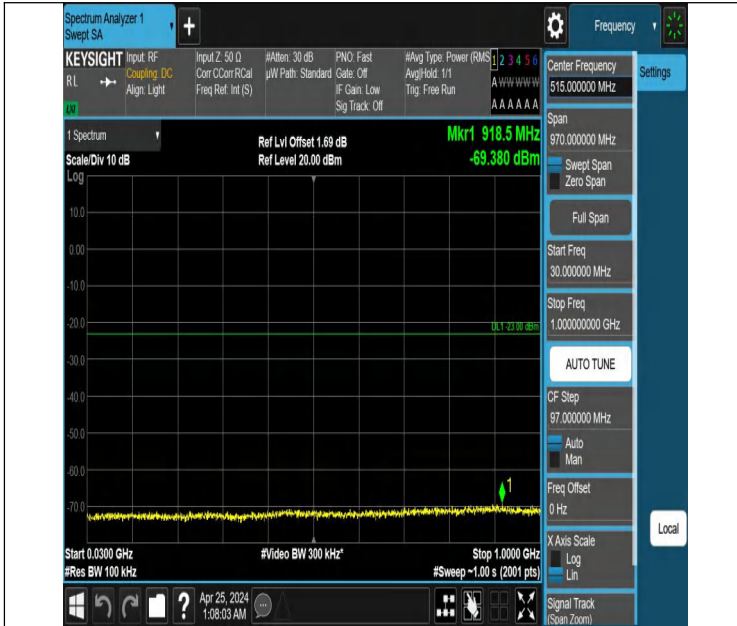 Spectrum Analyzer 1
Swept SA
+
Frequency
KEYSIGHT
RL
Input: RF
Coupling: DC
Align: Light
Input Z: 50 Ω
Corr CCorr RCal
Freq Ref: Int (S)
#Atten: 30 dB
µW Path: Standard
PNO: Fast
Gate: Off
IF Gain: Low
Sig Track: Off
#Avg Type: Power (RMS
Avg|Hold: 1/1
Trig: Free Run
1 2 3 4 5 6
A W W W W W
A A A A A A
1 Spectrum
Scale/Div 10 dB
Ref Lvl Offset 1.69 dB
Ref Level 20.00 dBm
Mkr1 918.5 MHz
-69.380 dBm
Log
10.0
0.00
-10.0
-20.0
DL1 -23.00 dBm
-30.0
-40.0
-50.0
-60.0
1
-70.0
Start 0.0300 GHz
#Res BW 100 kHz
#Video BW 300 kHz*
Stop 1.0000 GHz
#Sweep ~1.00 s (2001 pts)
?
Apr 25, 2024
1:08:03 AM
Center Frequency
515.000000 MHz
Span
970.000000 MHz
Swept Span
Zero Span
Full Span
Start Freq
30.000000 MHz
Stop Freq
1.000000000 GHz
AUTO TUNE
CF Step
97.000000 MHz
Auto
Man
Freq Offset
0 Hz
X Axis Scale
Log
Lin
Signal Track
(Span Zoom)
Settings
Local